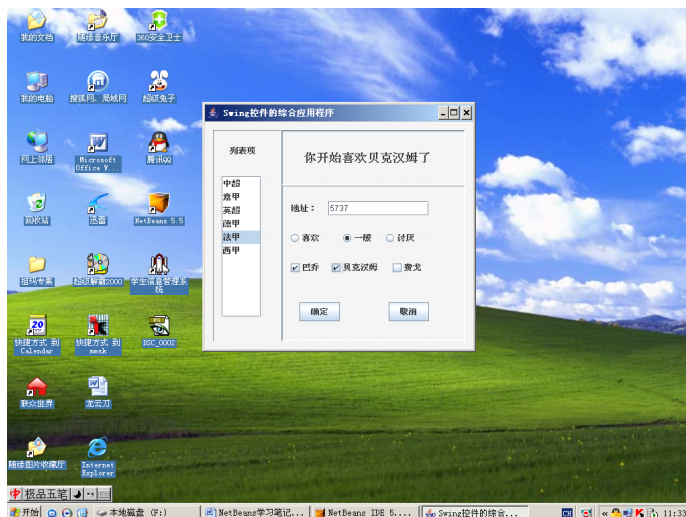 我的文档
随缘音乐厅
360安全卫士
我的电脑
搜狐网、局域网
超级兔子
网上邻居
Microsoft
Office W...
腾讯QQ
回收站
迅雷
NetBeans 5.5
祖玛专集
超级解霸2000
学生信息管理系
统
快捷方式 到
Calendar
快捷方式 到
DSC_0002
联众世界
龙云刀
随缘图片收藏厅
Internet
Explorer
Swing控件的综合应用程序
列表项
中超
意甲
英超
德甲
法甲
西甲
你开始喜欢贝克汉姆了
地址：
5737
喜欢
一般
讨厌
巴乔
贝克汉姆
费戈
确定
取消
中 极品五笔
开始
本地磁盘 (F:)
NetBeans学习笔记...
NetBeans IDE 5....
Swing控件的综合...
CH
11:33